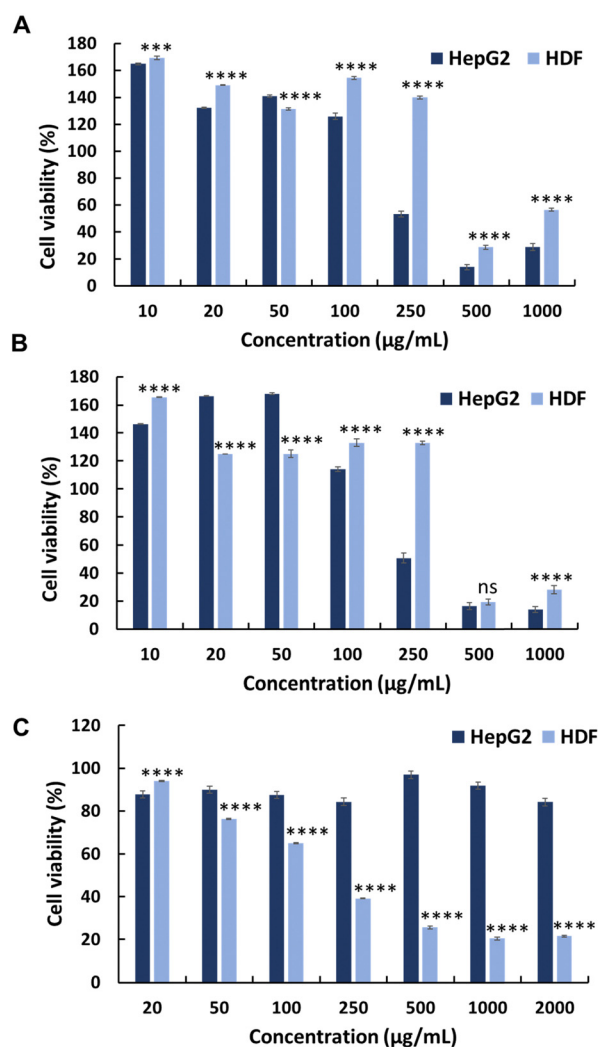 A
180
160
140
120
100
80
60
40
20
0
Cell viability (%)
HepG2 HDF
*** **** **** **** **** **** ****
10 20 50 100 250 500 1000
Concentration (µg/mL)
B
180
160
140
120
100
80
60
40
20
0
Cell viability (%)
HepG2 HDF
**** **** **** **** **** ns ****
10 20 50 100 250 500 1000
Concentration (µg/mL)
C
120
100
80
60
40
20
0
Cell viability (%)
HepG2 HDF
**** **** **** **** **** **** ****
20 50 100 250 500 1000 2000
Concentration (µg/mL)